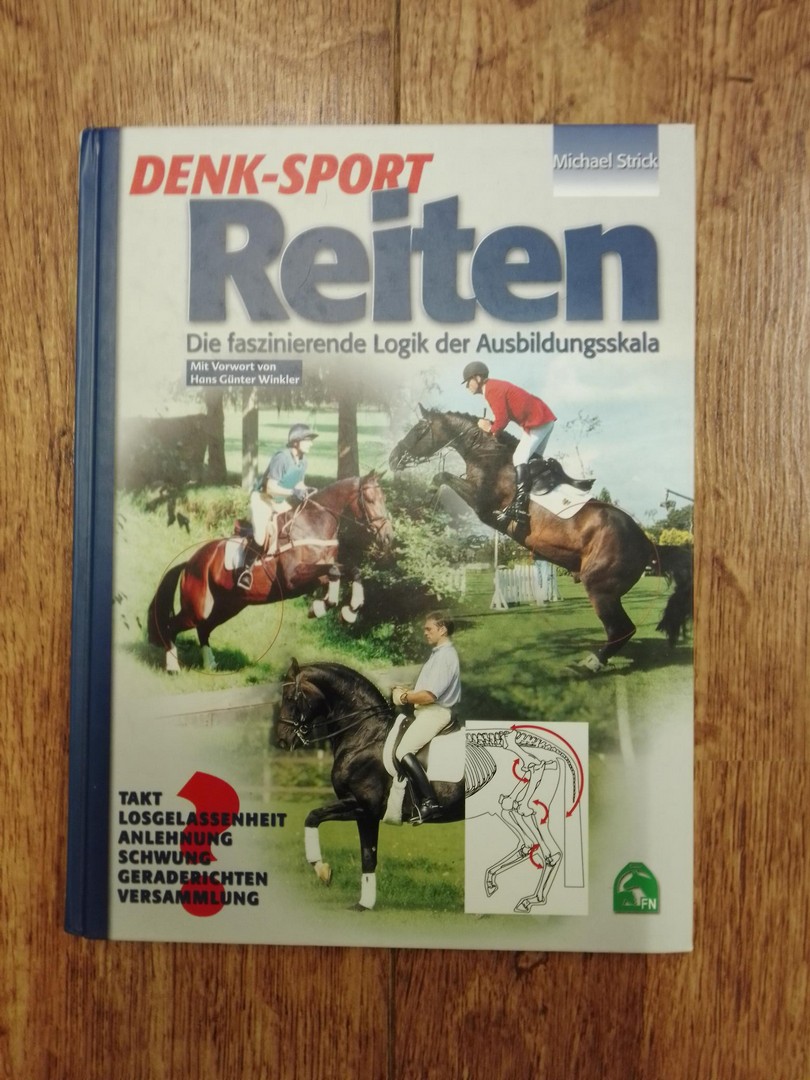 DENK-SPORT
Michael Strick
Reiten
Die faszinierende Logik der Ausbildungsskala
Mit Vorwort von
Hans Günter Winkler
TAKT
LOSGELASSENHEIT
ANLEHNUNG
SCHWUNG
GERADERICHTEN
VERSAMMLUNG
?
FN